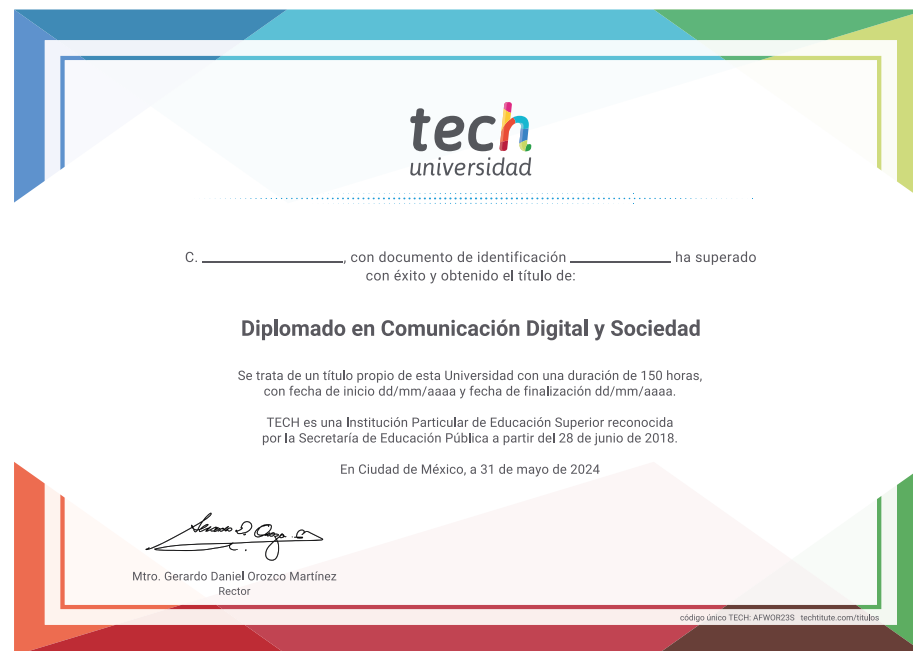 tech
universidad
C. ____________, con documento de identificación ____________ ha superado
con éxito y obtenido el título de:
Diplomado en Comunicación Digital y Sociedad
Se trata de un título propio de esta Universidad con una duración de 150 horas,
con fecha de inicio dd/mm/aaaa y fecha de finalización dd/mm/aaaa.
TECH es una Institución Particular de Educación Superior reconocida
por la Secretaría de Educación Pública a partir del 28 de junio de 2018.
En Ciudad de México, a 31 de mayo de 2024
Mtro. Gerardo Daniel Orozco Martínez
Rector
código único TECH: AFWOR23S techtitute.com/titulos